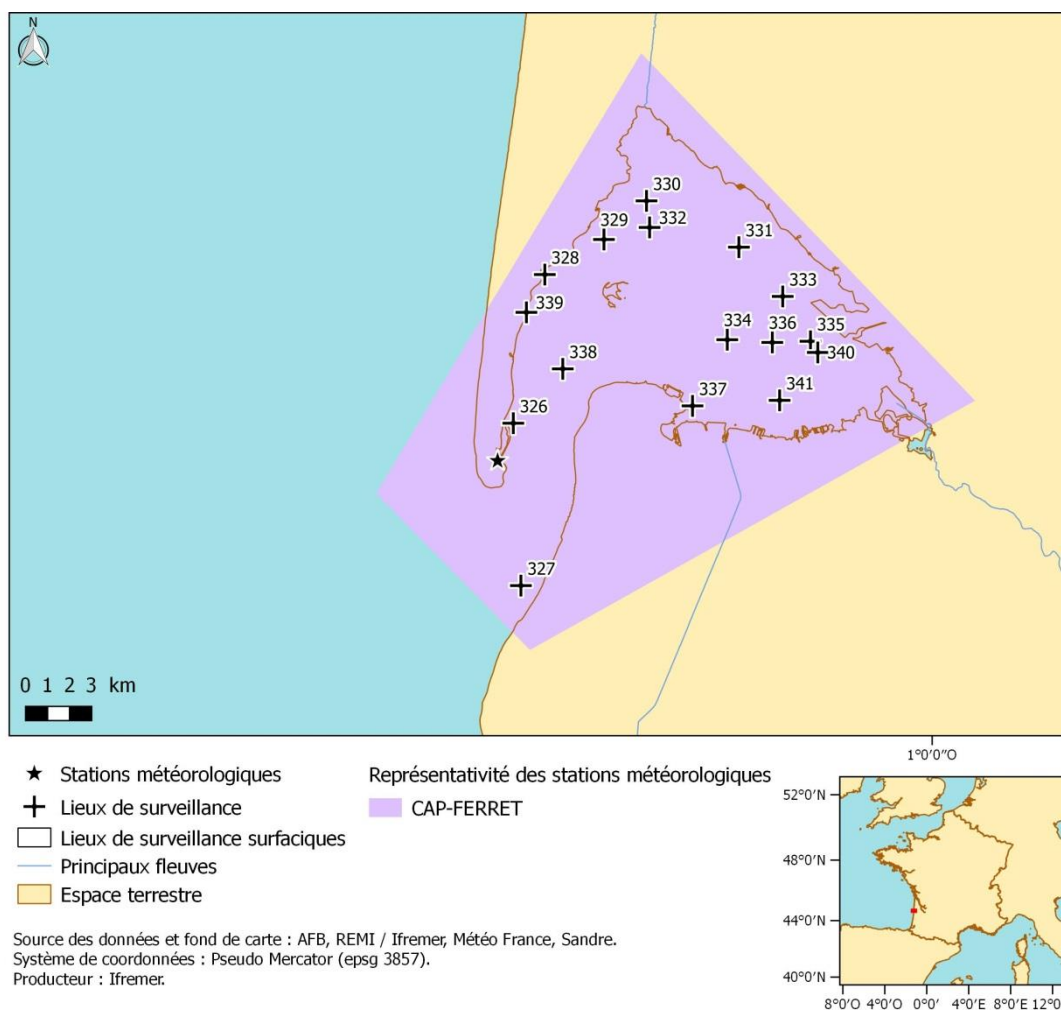 N
330
332
329
331
328
333
339
334
336
335
340
338
341
337
326
327
0 1 2 3 km
1°0'0"O
Stations météorologiques
Lieux de surveillance
Lieux de surveillance surfaciques
Principaux fleuves
Espace terrestre
Représentativité des stations météorologiques
CAP-FERRET
Source des données et fond de carte : AFB, REMI / Ifremer, Météo France, Sandre.
Système de coordonnées : Pseudo Mercator (epsg 3857).
Producteur : Ifremer.
52°0'N
48°0'N
44°0'N
40°0'N
8°0'O 4°0'O 0°0' 4°0'E 8°0'E